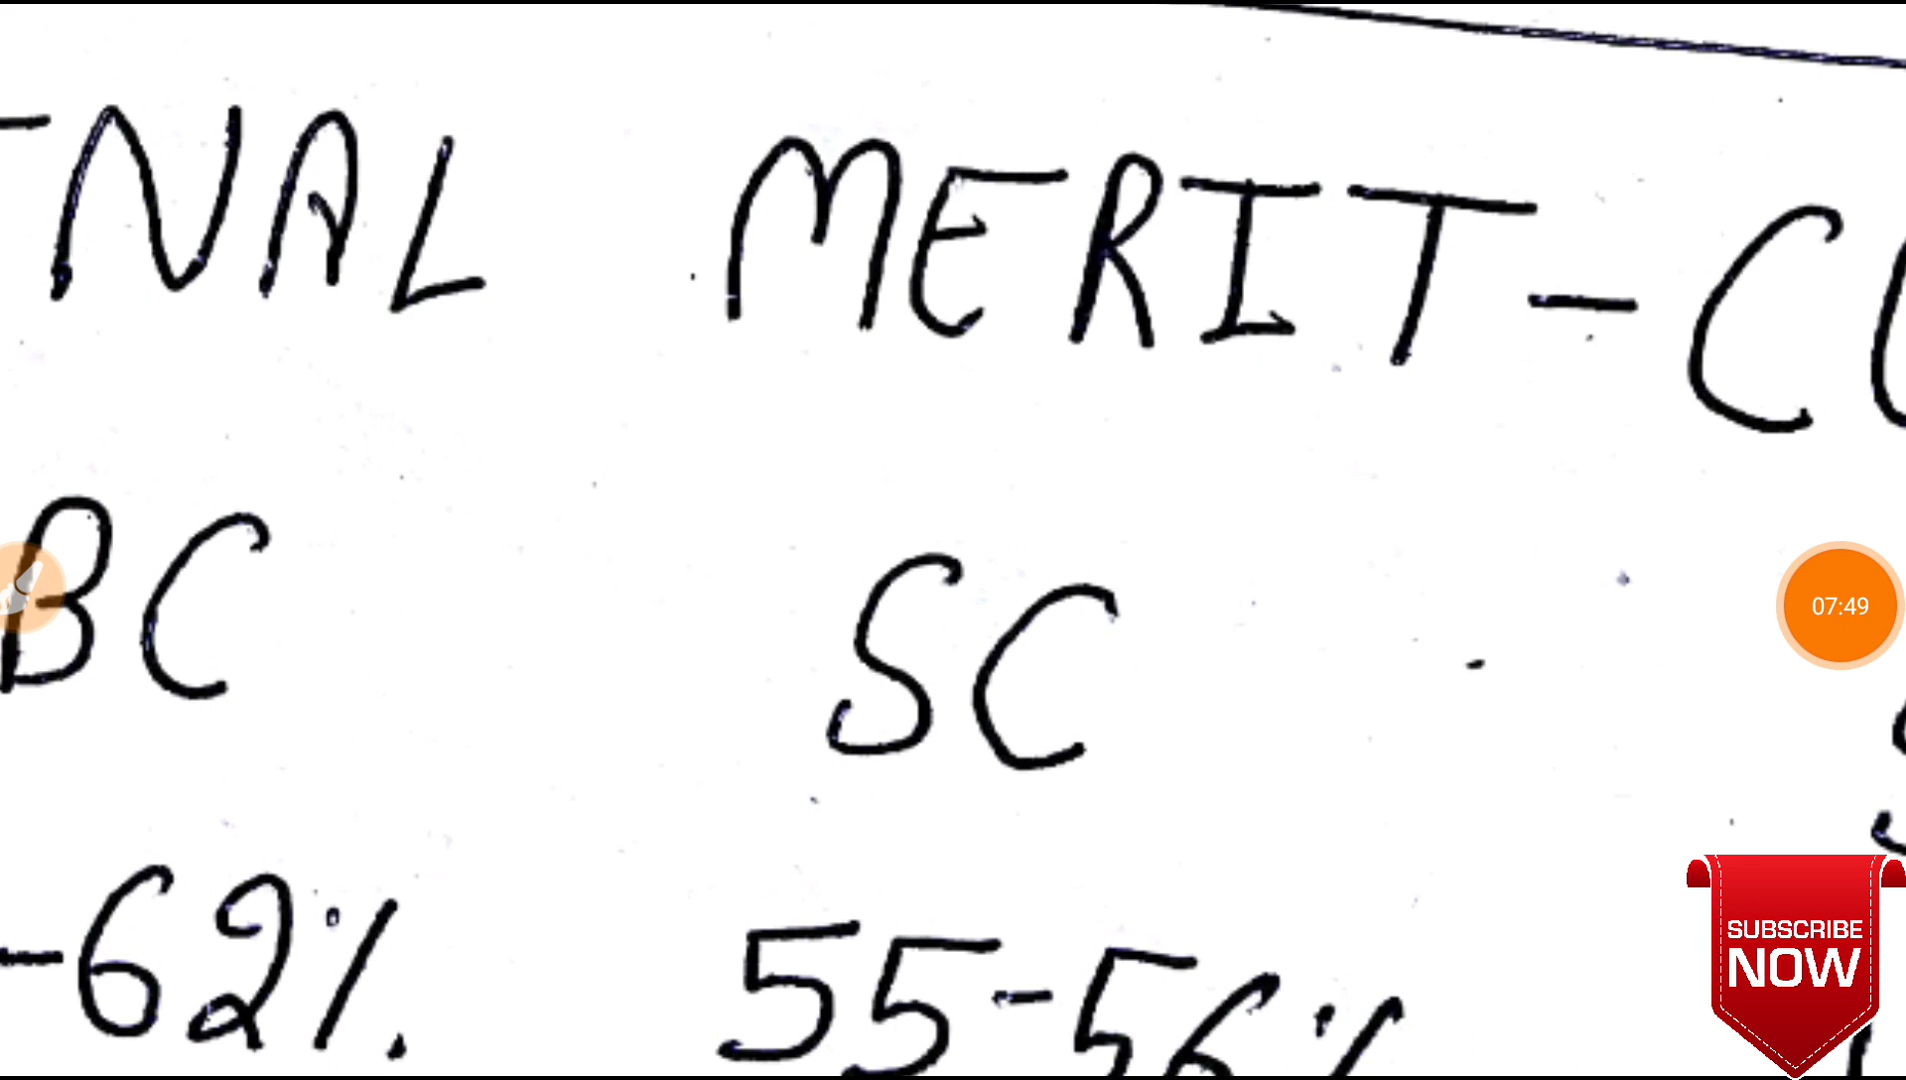 NAL MERIT-C
BC SC
07:49
-62%. 55-56%
SUBSCRIBE
NOW